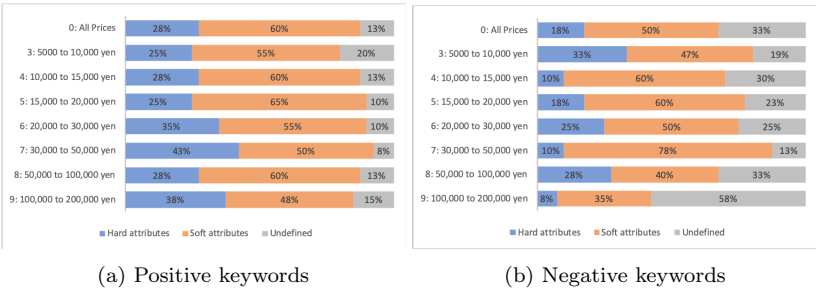 0: All Prices 28% 60% 13%
3: 5000 to 10,000 yen 25% 55% 20%
4: 10,000 to 15,000 yen 28% 60% 13%
5: 15,000 to 20,000 yen 25% 65% 10%
6: 20,000 to 30,000 yen 35% 55% 10%
7: 30,000 to 50,000 yen 43% 50% 8%
8: 50,000 to 100,000 yen 28% 60% 13%
9: 100,000 to 200,000 yen 38% 48% 15%
Hard attributes Soft attributes Undefined
(a) Positive keywords
0: All Prices 18% 50% 33%
3: 5000 to 10,000 yen 33% 47% 19%
4: 10,000 to 15,000 yen 10% 60% 30%
5: 15,000 to 20,000 yen 18% 60% 23%
6: 20,000 to 30,000 yen 25% 50% 25%
7: 30,000 to 50,000 yen 10% 78% 13%
8: 50,000 to 100,000 yen 28% 40% 33%
9: 100,000 to 200,000 yen 8% 35% 58%
Hard attributes Soft attributes Undefined
(b) Negative keywords